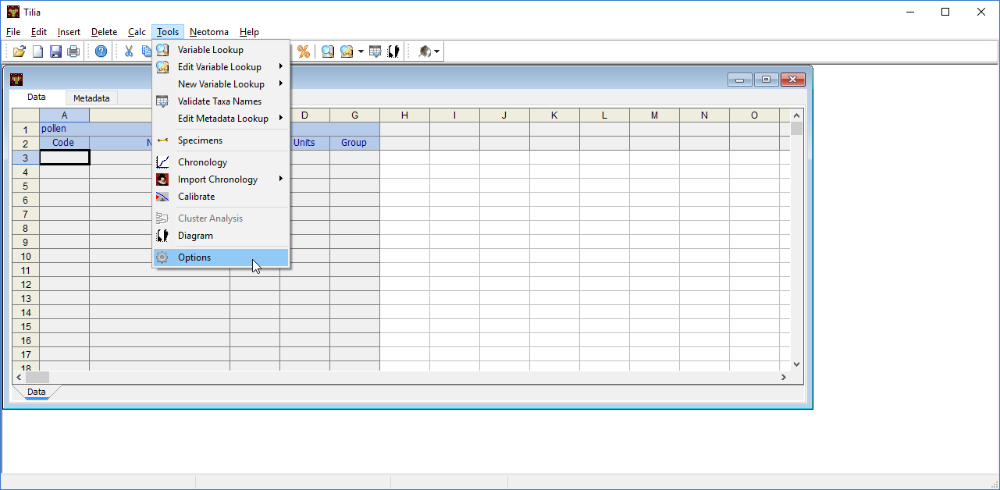 Tilia
File Edit Insert Delete Calc Tools Neotoma Help
Variable Lookup
Edit Variable Lookup
New Variable Lookup
Validate Taxa Names
Edit Metadata Lookup
Specimens
Chronology
Import Chronology
Calibrate
Cluster Analysis
Diagram
Options
Data Metadata
A D G H I J K L M N O
1 pollen
2 Code N Units Group
3
4
5
6
7
8
9
10
11
12
13
14
15
16
17
18
Data